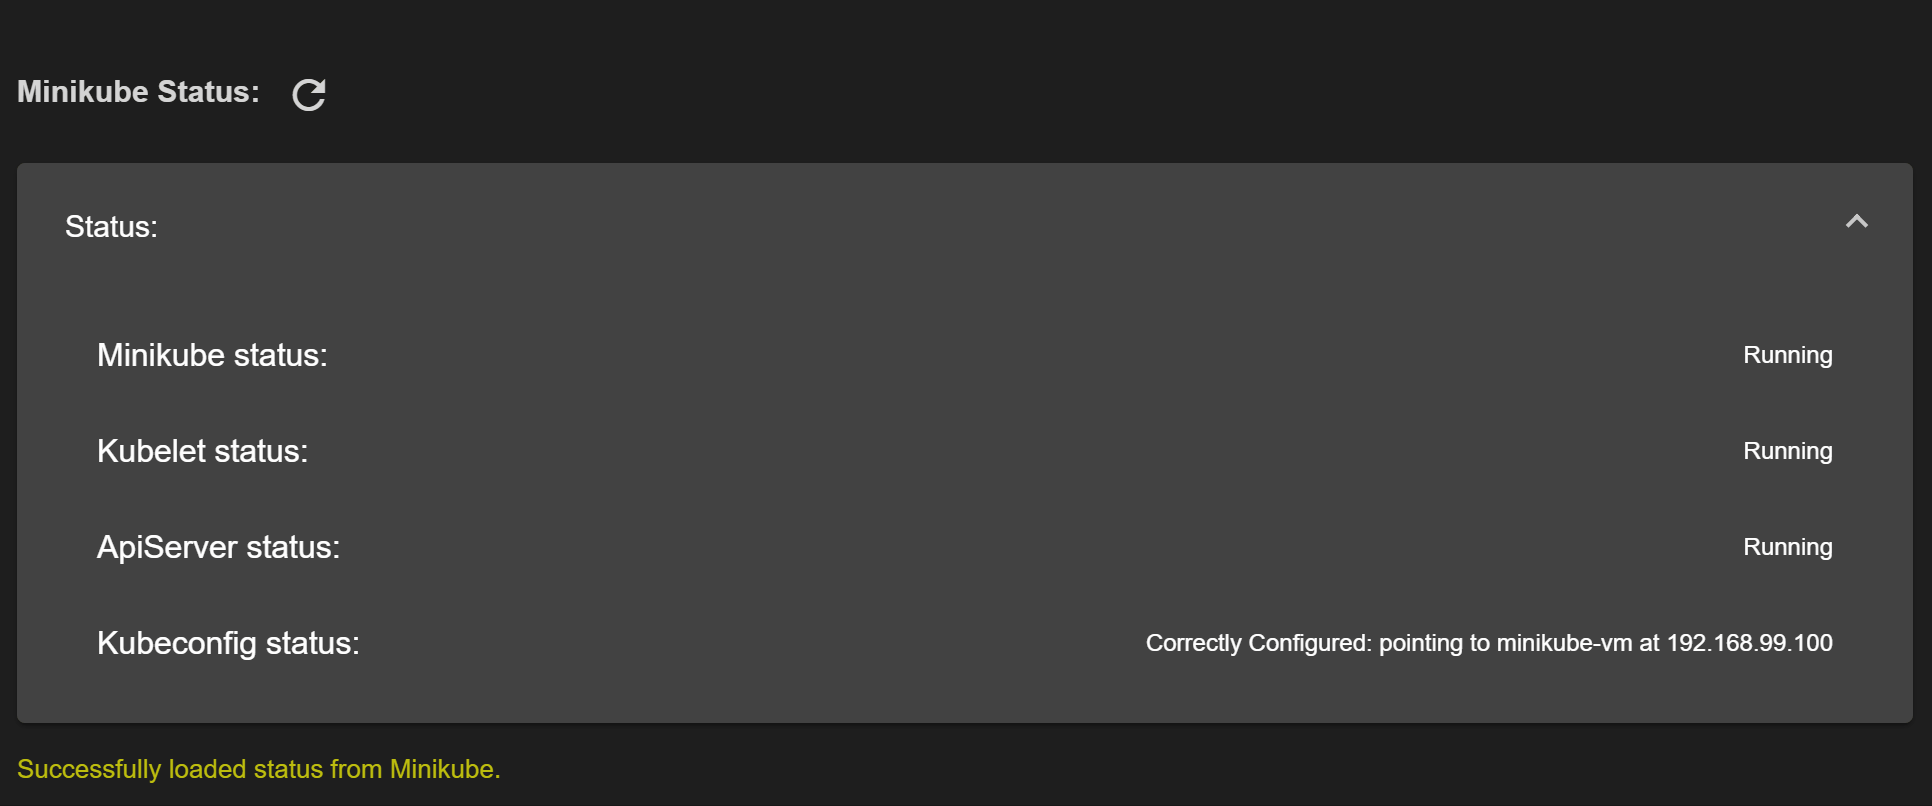 Minikube Status:
Status:
Minikube status: Running
Kubelet status: Running
ApiServer status: Running
Kubeconfig status: Correctly Configured: pointing to minikube-vm at 192.168.99.100
Successfully loaded status from Minikube.